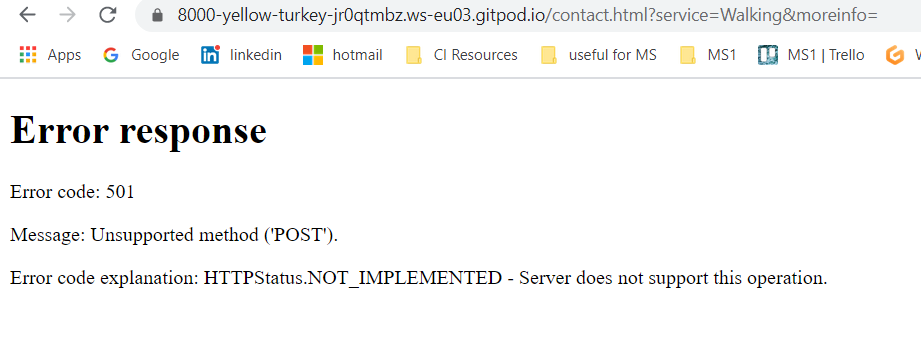 8000-yellow-turkey-jr0qtmbz.ws-eu03.gitpod.io/contact.html?service=Walking&moreinfo=
Apps Google linkedin hotmail CI Resources useful for MS MS1 MS1 | Trello
Error response
Error code: 501
Message: Unsupported method ('POST').
Error code explanation: HTTPStatus.NOT_IMPLEMENTED - Server does not support this operation.